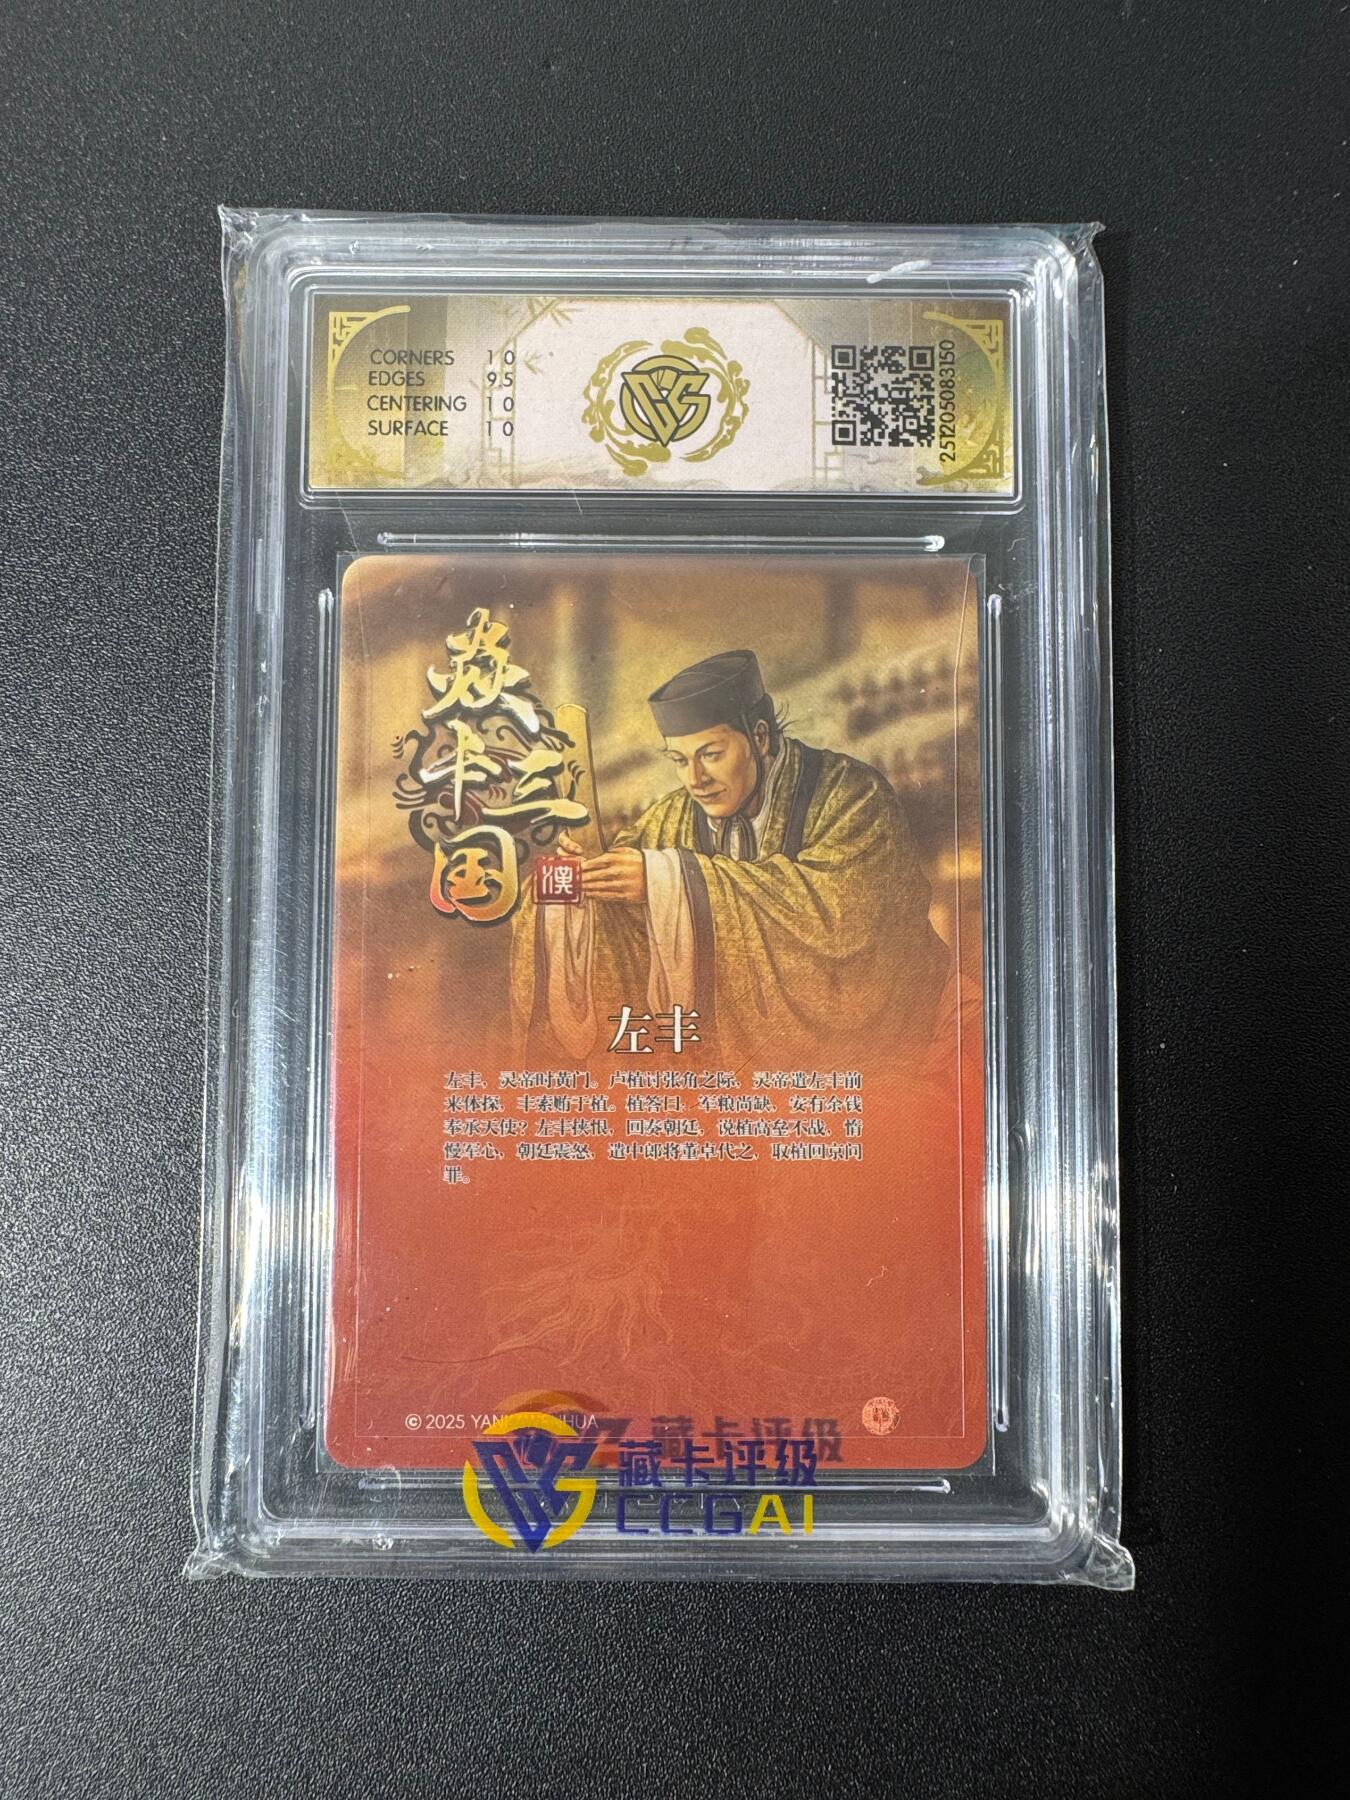 CORNERS 10
EDGES 9.5
CENTERING 10
SURFACE 10
25120508315O
炎卡三国
漢
左丰
左丰，灵帝时黄门。卢植讨张角之际，灵帝遣左丰前
来体探，丰索贿于植。植答曰：军粮尚缺，安有余钱
奉承天使？左丰挟恨，回奏朝廷，说植高垒不战，惰
慢军心，朝廷震怒，遣中郎将董卓代之，取植回京问
罪。
© 2025 YANKAWENHUA
藏卡评级
CCGAI